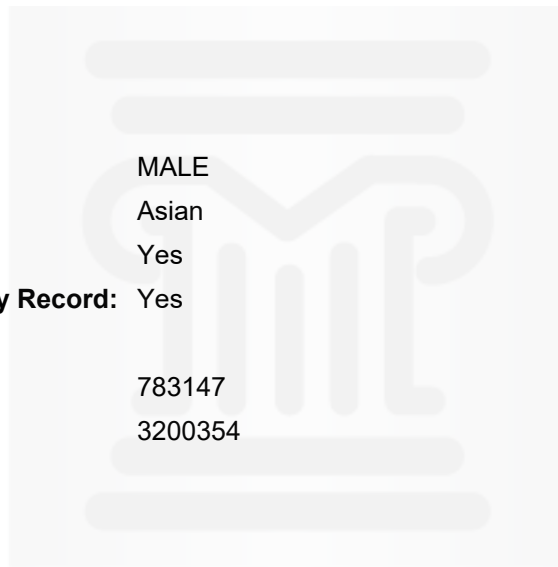 MALE
Asian
Yes
y Record: Yes
783147
3200354